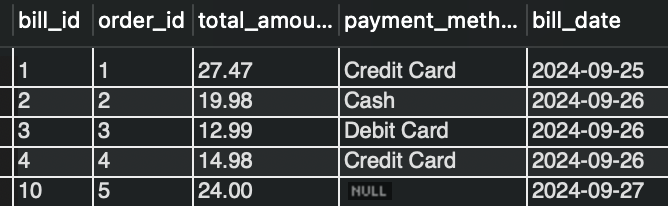 bill_id order_id total_amou... payment_meth... bill_date
1 1 27.47 Credit Card 2024-09-25
2 2 19.98 Cash 2024-09-26
3 3 12.99 Debit Card 2024-09-26
4 4 14.98 Credit Card 2024-09-26
10 5 24.00 NULL 2024-09-27